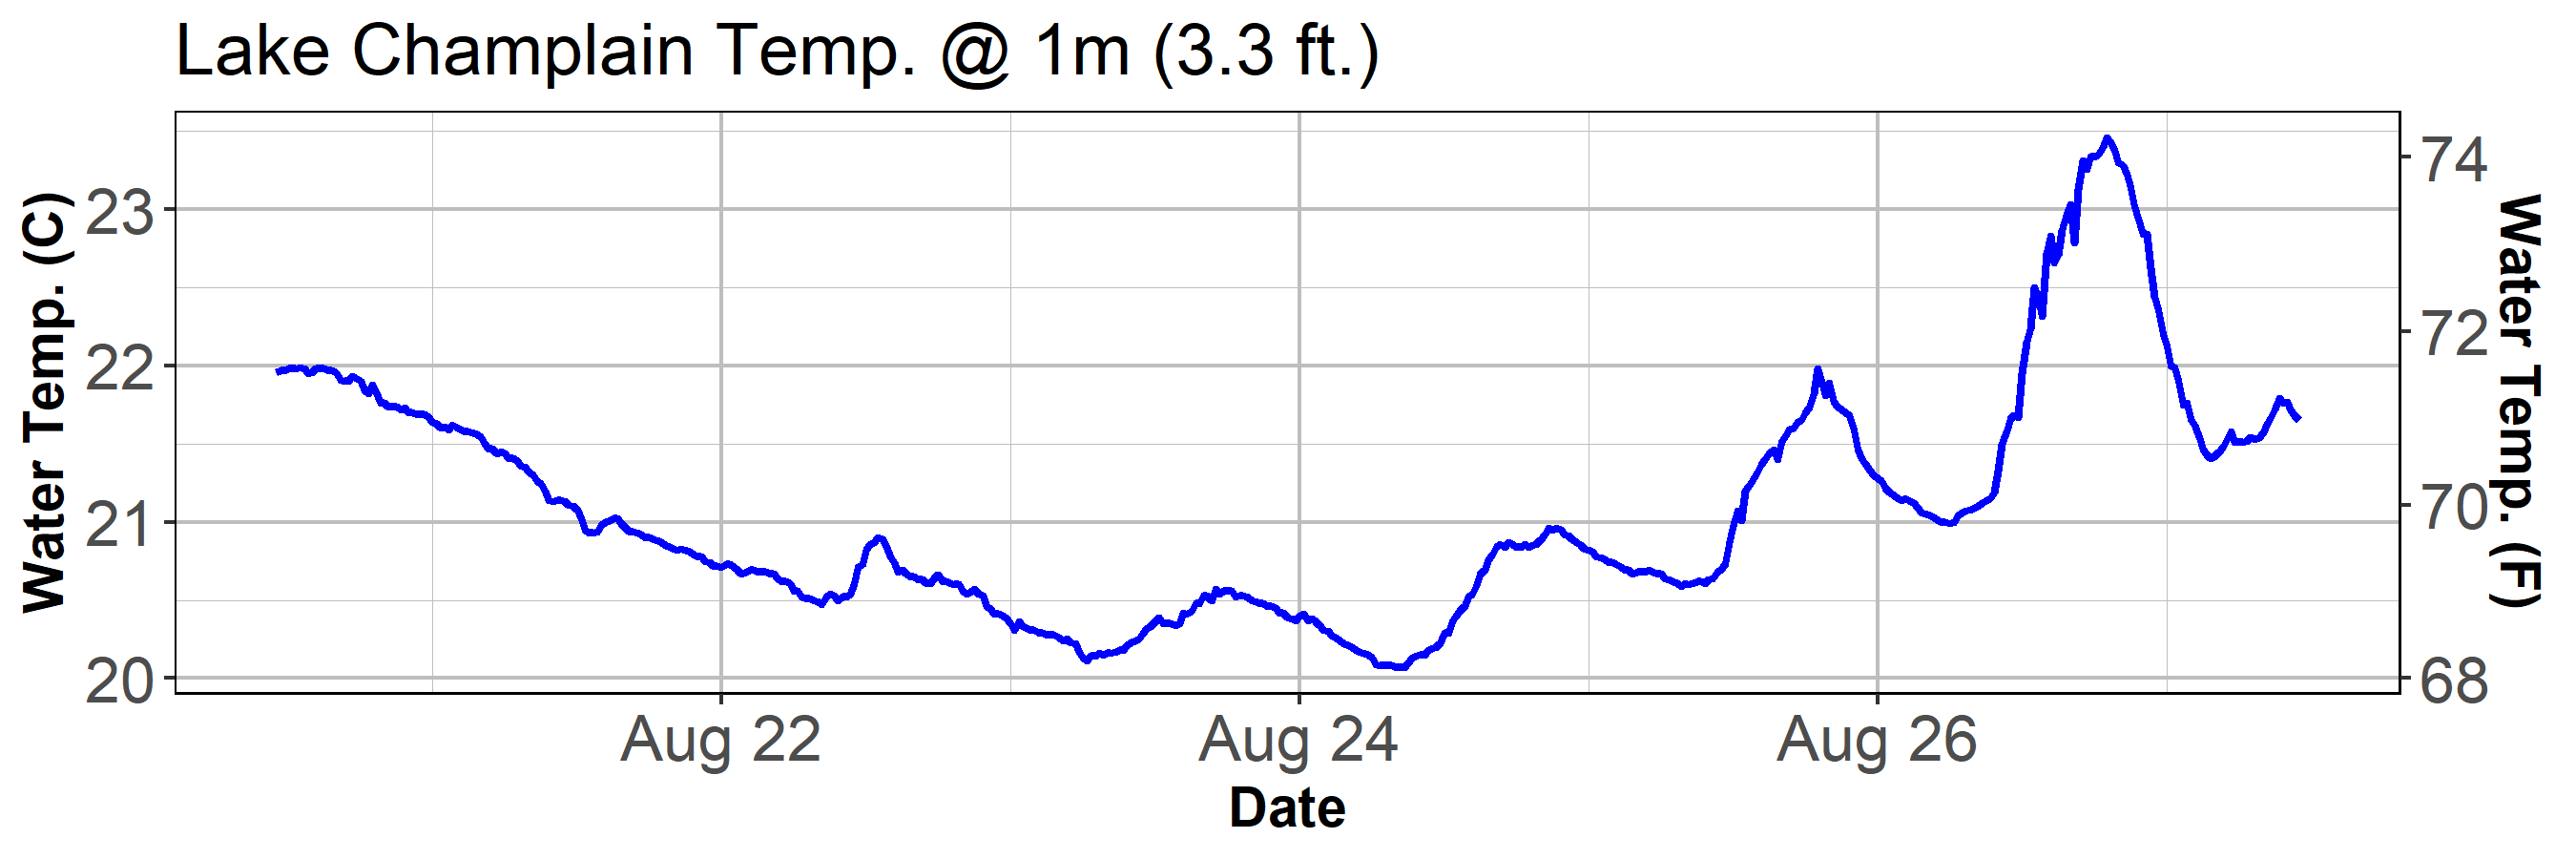 Lake Champlain Temp. @ 1m (3.3 ft.)
Water Temp. (C)
23
22
21
20
74
72
70
68
Water Temp. (F)
Aug 22
Aug 24
Aug 26
Date